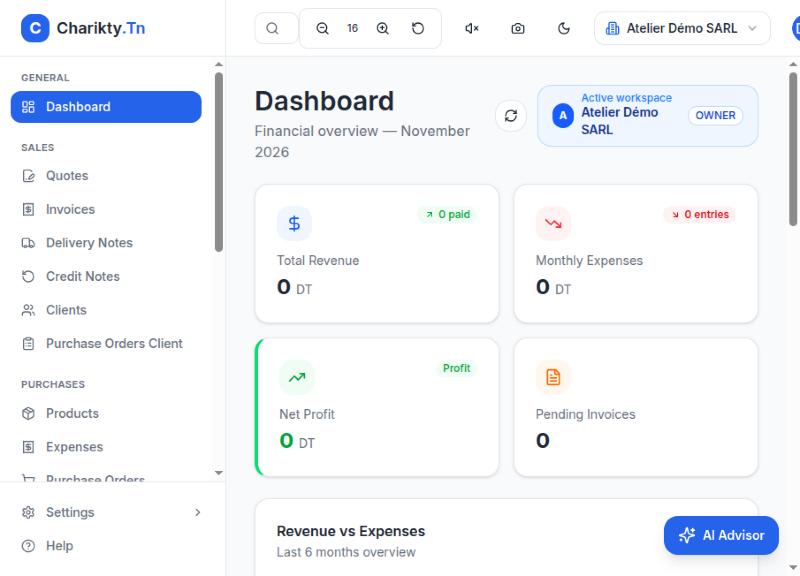 C Charikty.Tn
GENERAL
Dashboard
SALES
Quotes
Invoices
Delivery Notes
Credit Notes
Clients
Purchase Orders Client
PURCHASES
Products
Expenses
Purchase Orders
Settings
Help
16
Atelier Démo SARL
Dashboard
Financial overview — November
2026
A
Active workspace
Atelier Démo
SARL
OWNER
0 paid
Total Revenue
0 DT
0 entries
Monthly Expenses
0 DT
Profit
Net Profit
0 DT
Pending Invoices
0
Revenue vs Expenses
Last 6 months overview
AI Advisor